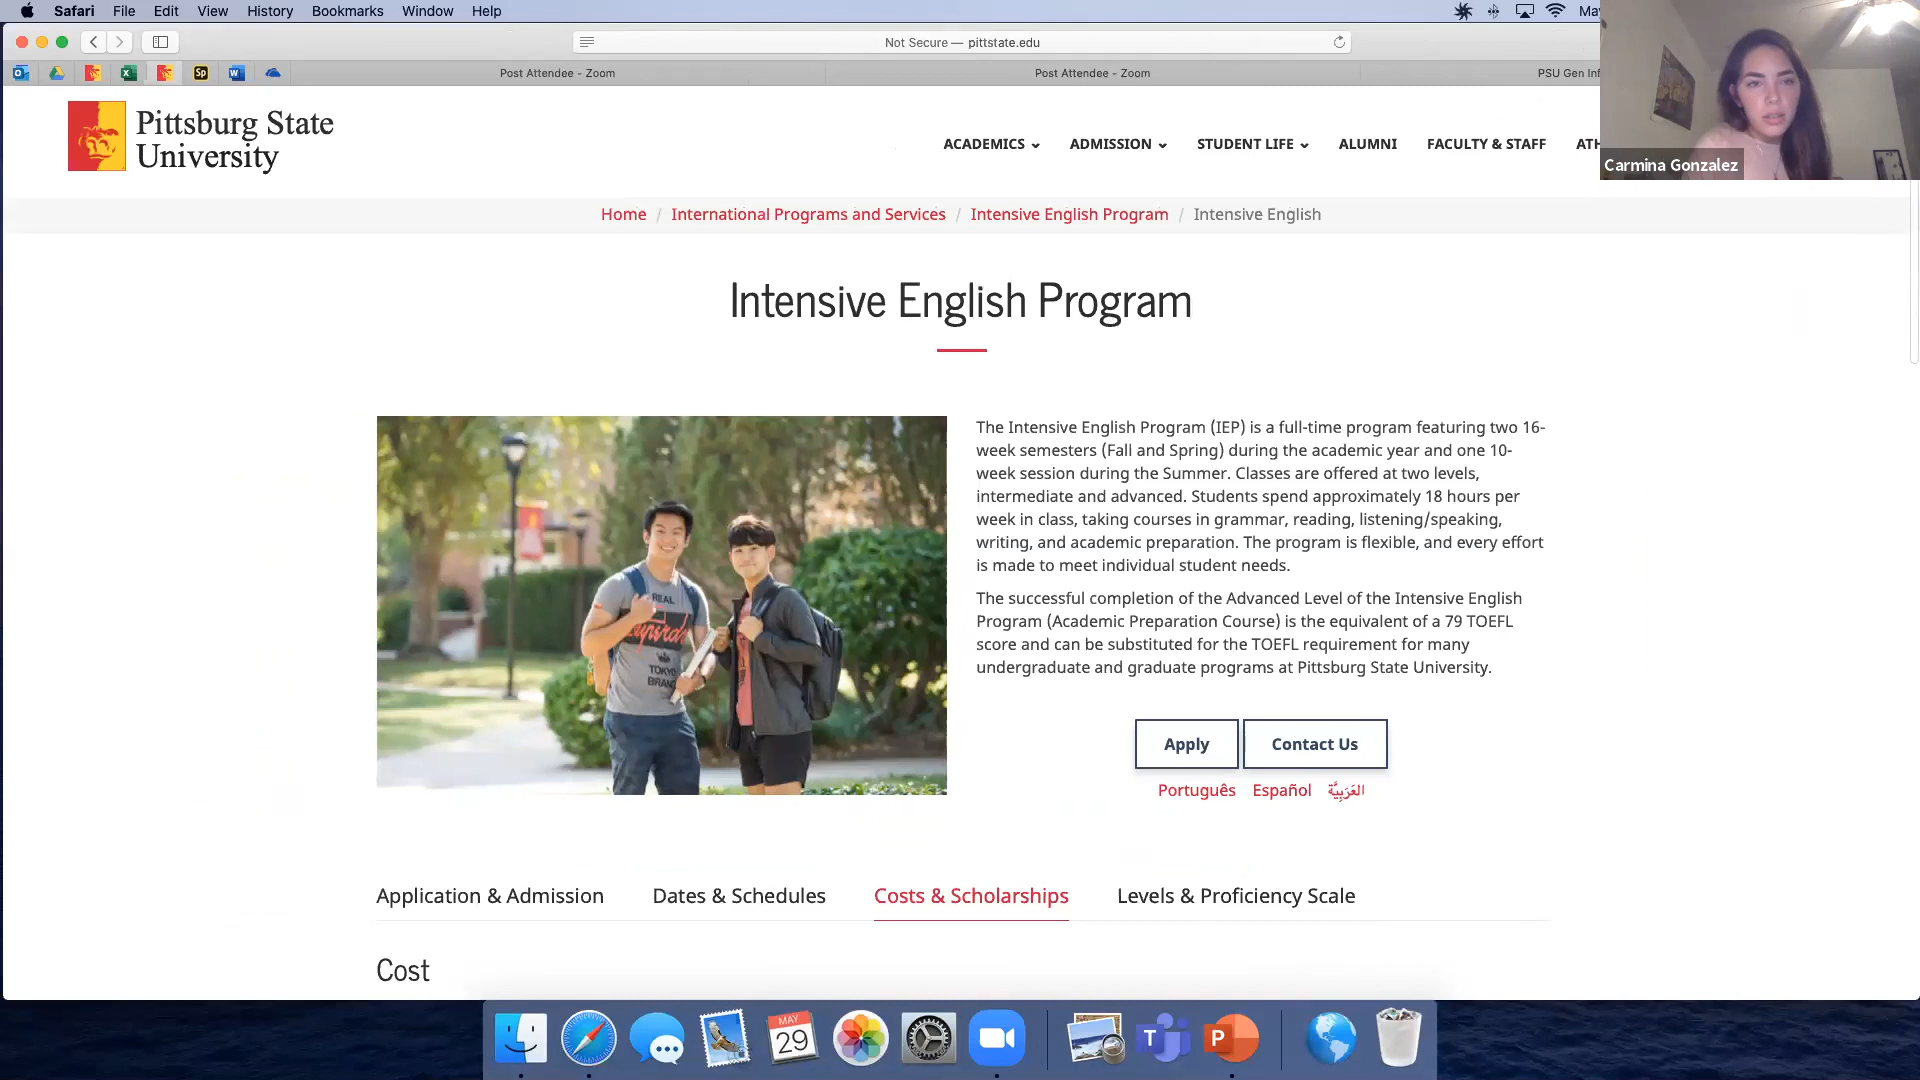 Safari File Edit View History Bookmarks Window Help
Not Secure — pittstate.edu
Post Attendee - Zoom
Post Attendee - Zoom
Pittsburg State
University
ACADEMICS ADMISSION STUDENT LIFE ALUMNI FACULTY & STAFF
Carmina Gonzalez
Home / International Programs and Services / Intensive English Program / Intensive English
Intensive English Program
The Intensive English Program (IEP) is a full-time program featuring two 16-
week semesters (Fall and Spring) during the academic year and one 10-
week session during the Summer. Classes are offered at two levels,
intermediate and advanced. Students spend approximately 18 hours per
week in class, taking courses in grammar, reading, listening/speaking,
writing, and academic preparation. The program is flexible, and every effort
is made to meet individual student needs.
The successful completion of the Advanced Level of the Intensive English
Program (Academic Preparation Course) is the equivalent of a 79 TOEFL
score and can be substituted for the TOEFL requirement for many
undergraduate and graduate programs at Pittsburg State University.
REAL
TOKYO
BRAND
Apply Contact Us
Português Español العَرَبِيَّة
Application & Admission Dates & Schedules Costs & Scholarships Levels & Proficiency Scale
Cost
MAY
29